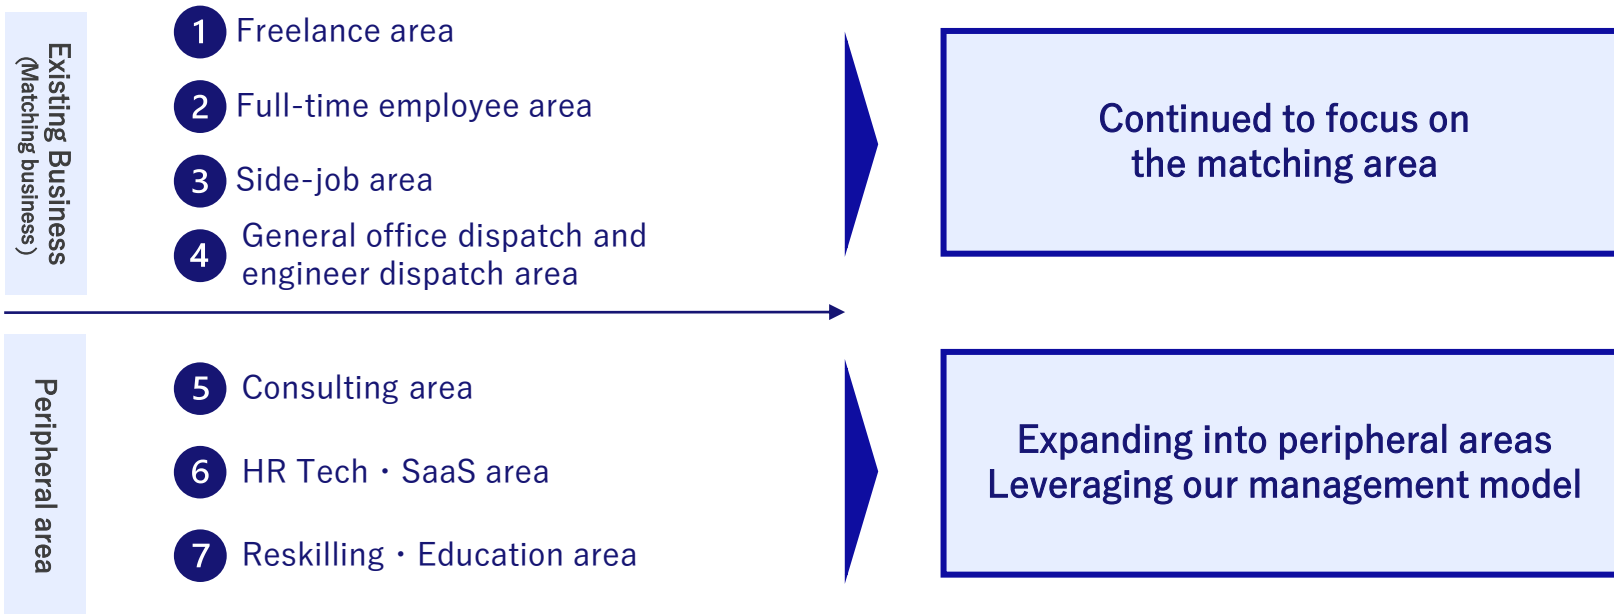 Existing Business
(Matching business)
1 Freelance area
2 Full-time employee area
3 Side-job area
4 General office dispatch and
engineer dispatch area
Continued to focus on
the matching area
Peripheral area
5 Consulting area
6 HR Tech・SaaS area
7 Reskilling・Education area
Expanding into peripheral areas
Leveraging our management model